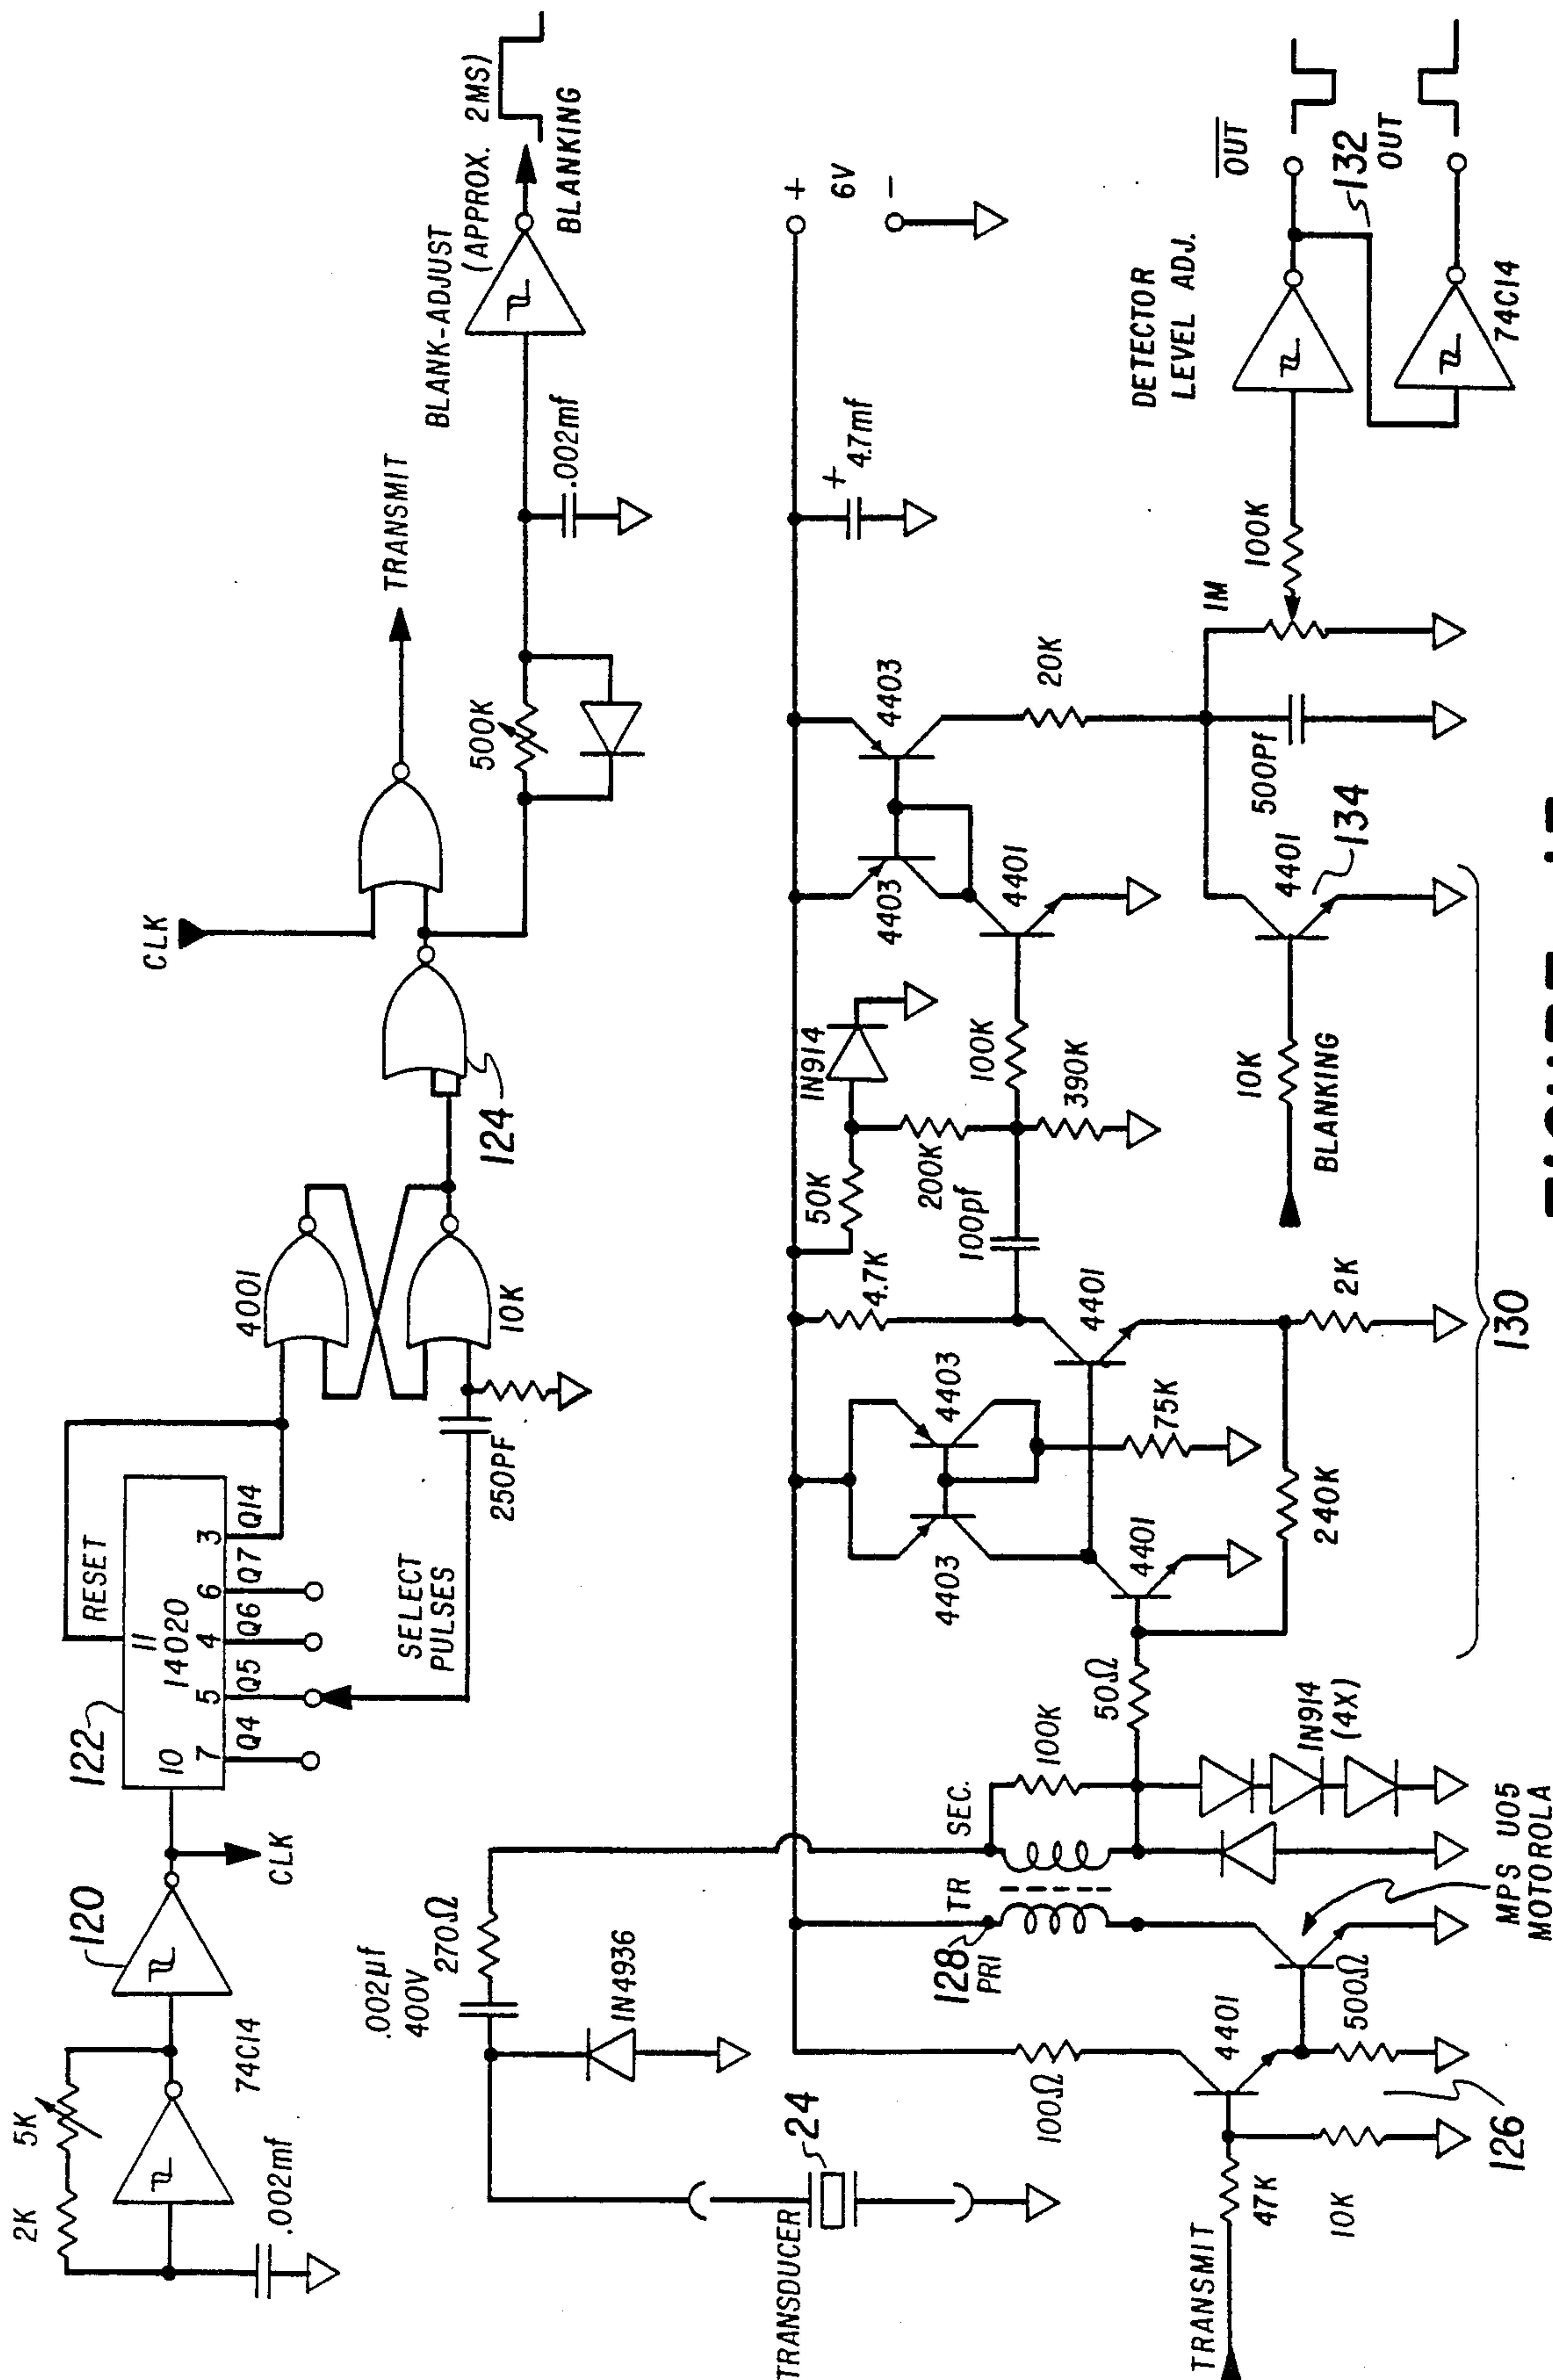 2K
5K
.002mf
74C14
120
CLK
122
10
11
14020
RESET
7
5
4
6
3
Q4
Q5
Q6
Q7
Q14
SELECT
PULSES
250PF
4001
10K
124
CLK
TRANSMIT
500K
.002mf
BLANK-ADJUST
(APPROX. 2MS)
BLANKING
TRANSDUCER
24
.002µf
400V
270Ω
IN4936
TRANSMIT
47K
10K
126
100Ω
4401
500Ω
128
PRI
TR
SEC.
MPS U05
MOTOROLA
100K
IN914
(4X)
50Ω
4403
4403
4401
75K
240K
4401
4.7K
2K
130
100pf
50K
200K
IN914
100K
390K
4401
4403
4403
20K
BLANKING
10K
4401
134
500Pf
1M
100K
+
4.7mf
+
6V
–
DETECTOR
LEVEL ADJ.
74C14
OUT
132
OUT